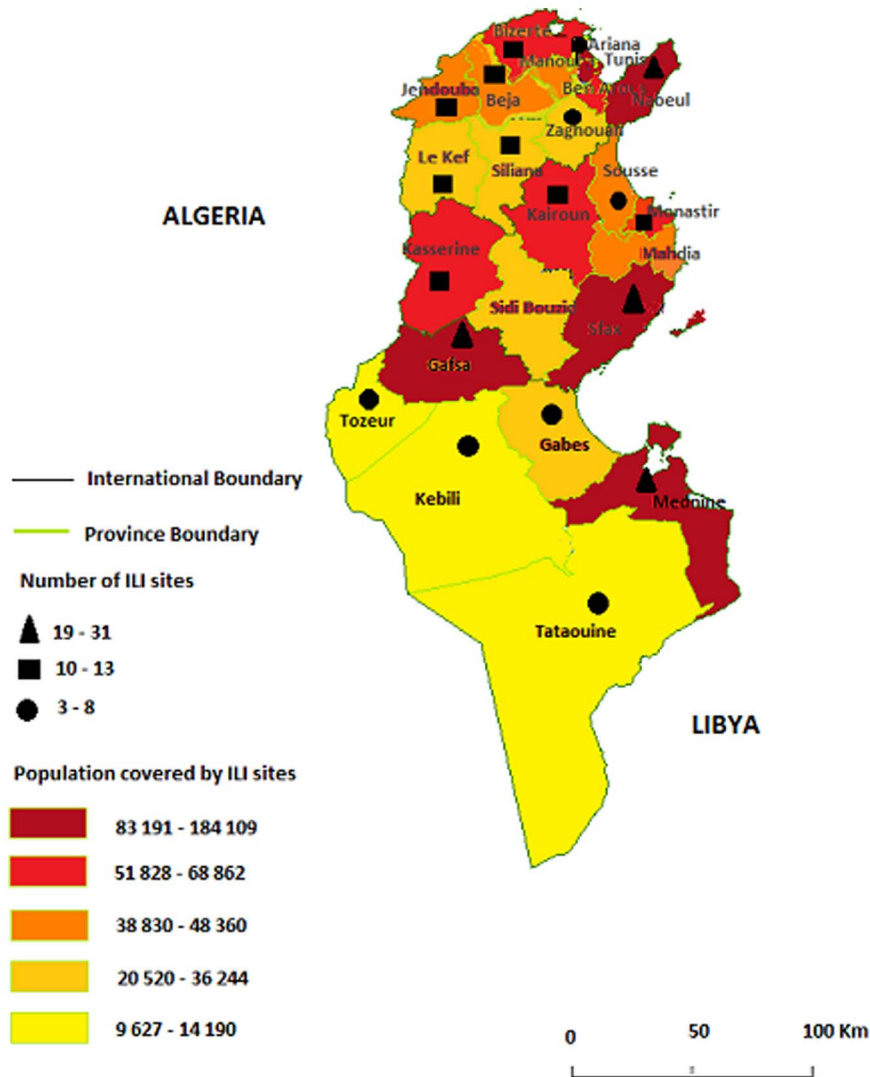 Bizerte
Ariana
Manouba
Tunis
Jendouba
Beja
Ben Arous
Nabeul
Zaghouan
Le Kef
Siliana
Sousse
ALGERIA
Kairoun
Monastir
Kasserine
Mahdia
Sidi Bouzid
Sfax
Gafsa
Tozeur
Gabes
International Boundary
Kebili
Mednine
Province Boundary
Number of ILI sites
19 - 31
Tataouine
10 - 13
3 - 8
LIBYA
Population covered by ILI sites
83 191 - 184 109
51 828 - 68 862
38 830 - 48 360
20 520 - 36 244
9 627 - 14 190
0 50 100 Km